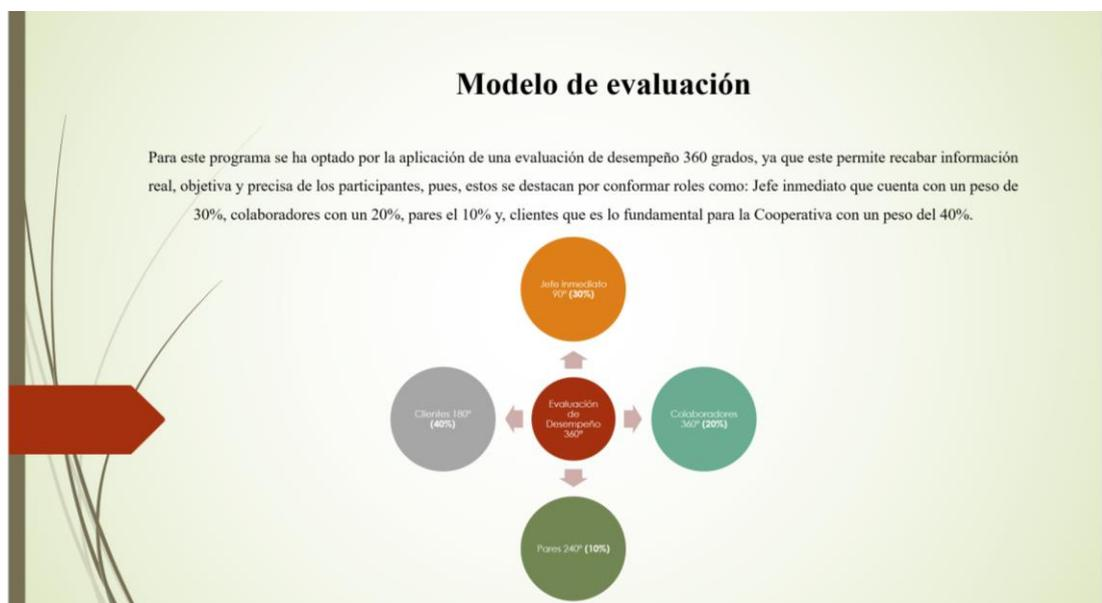 Modelo de evaluación
Para este programa se ha optado por la aplicación de una evaluación de desempeño 360 grados, ya que este permite recabar información
real, objetiva y precisa de los participantes, pues, estos se destacan por conformar roles como: Jefe inmediato que cuenta con un peso de
30%, colaboradores con un 20%, pares el 10% y, clientes que es lo fundamental para la Cooperativa con un peso del 40%.
Jefe inmediato
90° (30%)
Clientes 180°
(40%)
Evaluación
de
Desempeño
360°
Colaboradores
360° (20%)
Pares 240° (10%)